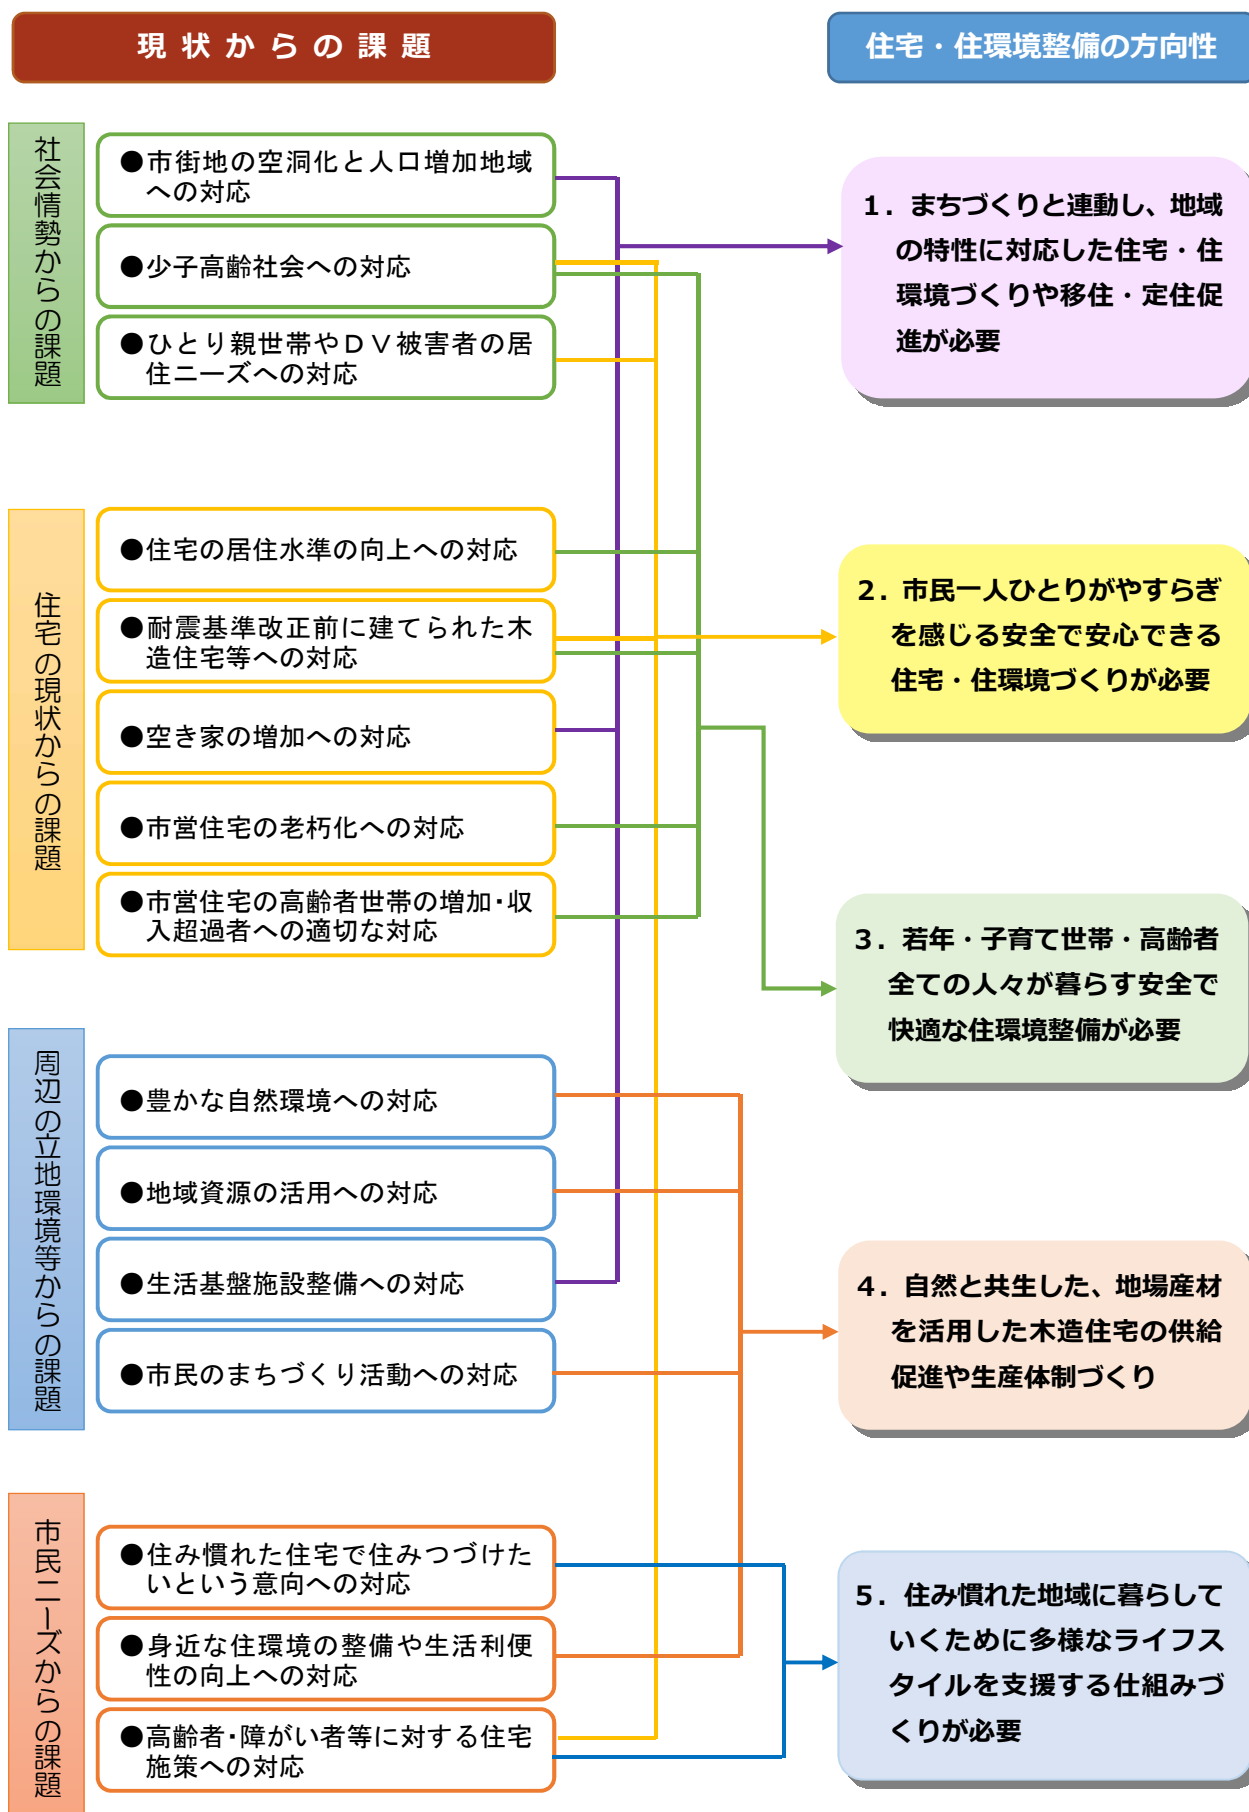 現状からの課題
住宅・住環境整備の方向性
社会情勢からの課題
●市街地の空洞化と人口増加地域
への対応
●少子高齢社会への対応
●ひとり親世帯やDV被害者の居
住ニーズへの対応
住宅の現状からの課題
●住宅の居住水準の向上への対応
●耐震基準改正前に建てられた木
造住宅等への対応
●空き家の増加への対応
●市営住宅の老朽化への対応
●市営住宅の高齢者世帯の増加・収
入超過者への適切な対応
周辺の立地環境等からの課題
●豊かな自然環境への対応
●地域資源の活用への対応
●生活基盤施設整備への対応
●市民のまちづくり活動への対応
市民ニーズからの課題
●住み慣れた住宅で住みつづけた
いという意向への対応
●身近な住環境の整備や生活利便
性の向上への対応
●高齢者・障がい者等に対する住宅
施策への対応
1．まちづくりと連動し、地域
の特性に対応した住宅・住
環境づくりや移住・定住促
進が必要
2．市民一人ひとりがやすらぎ
を感じる安全で安心できる
住宅・住環境づくりが必要
3．若年・子育て世帯・高齢者
全ての人々が暮らす安全で
快適な住環境整備が必要
4．自然と共生した、地場産材
を活用した木造住宅の供給
促進や生産体制づくり
5．住み慣れた地域に暮らして
いくために多様なライフス
タイルを支援する仕組みづ
くりが必要